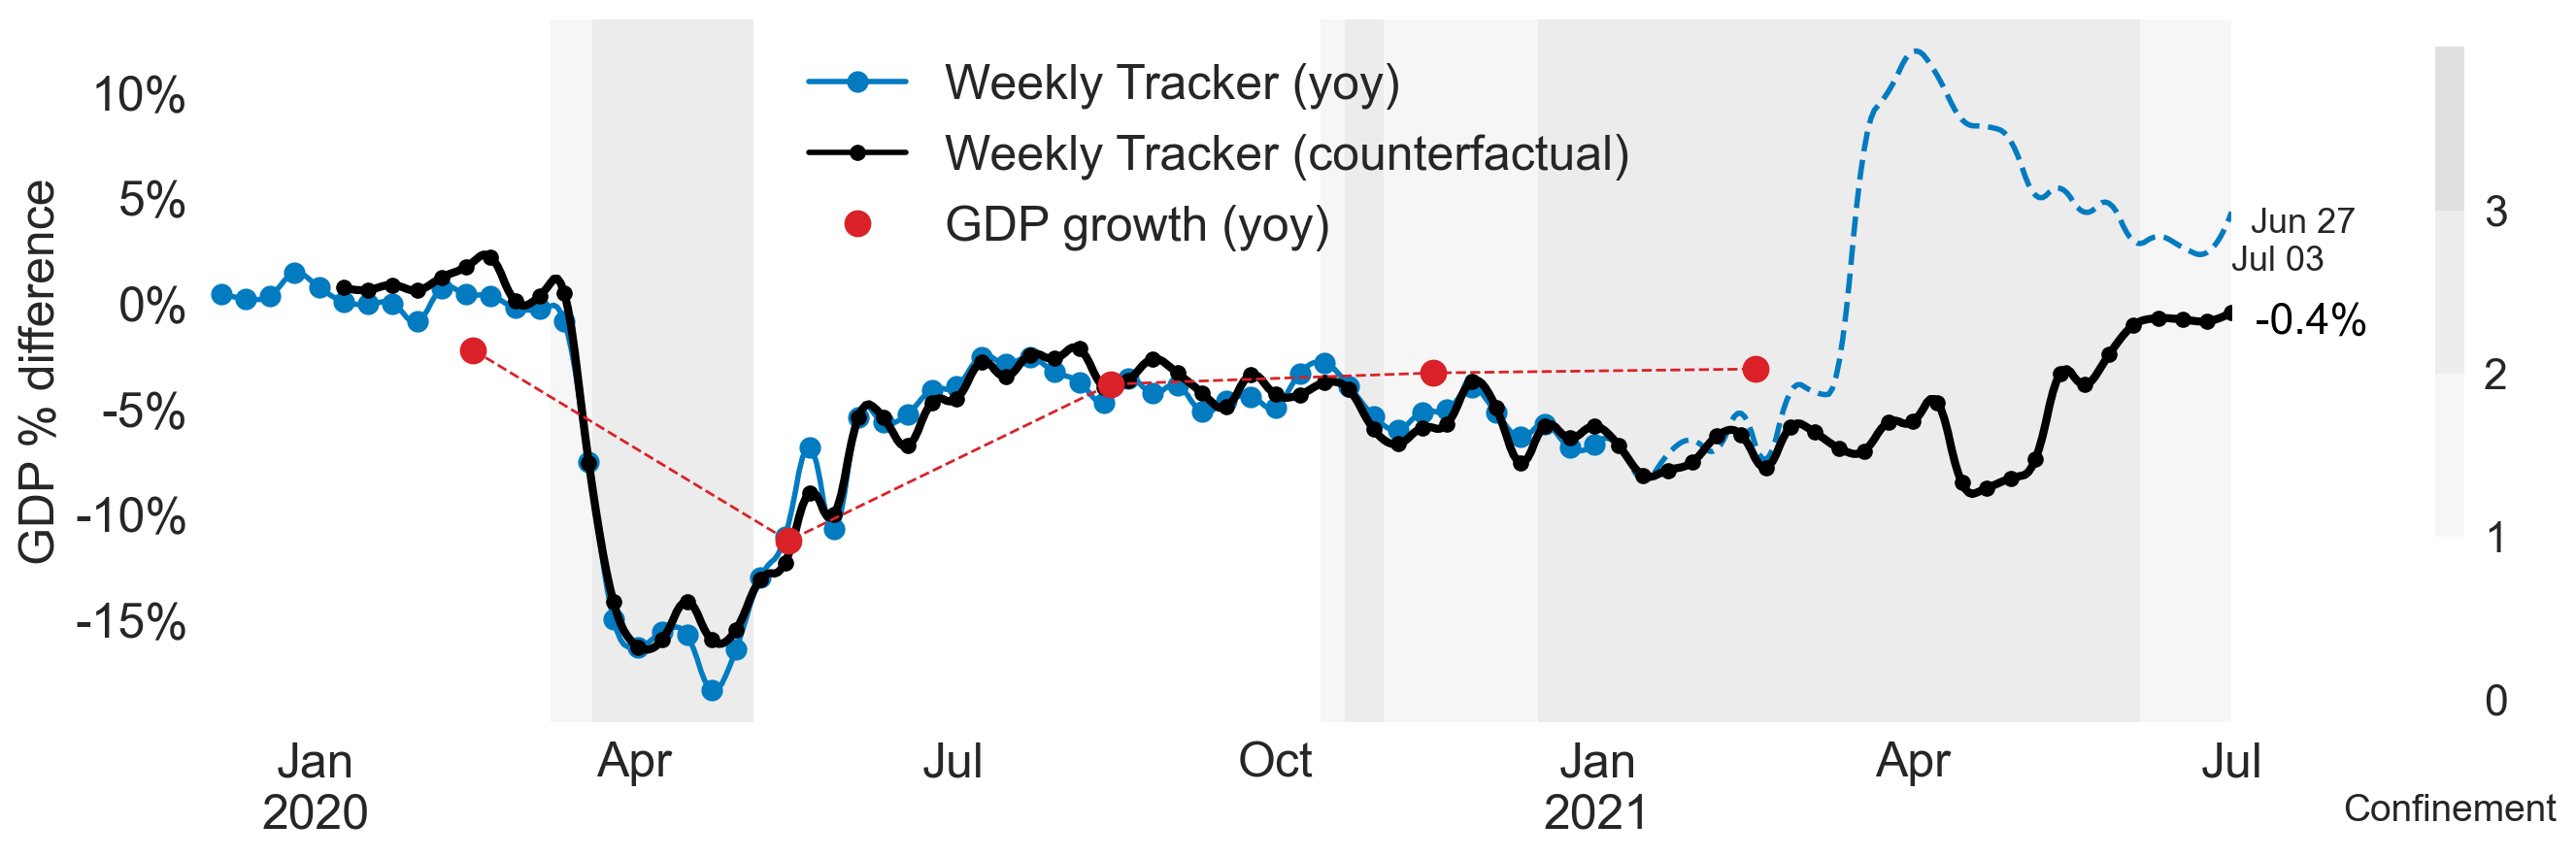 GDP % difference
10%
5%
0%
-5%
-10%
-15%
Weekly Tracker (yoy)
Weekly Tracker (counterfactual)
GDP growth (yoy)
Jun 27
Jul 03
-0.4%
3
2
1
0
Jan
2020
Apr
Jul
Oct
Jan
2021
Apr
Jul
Confinement